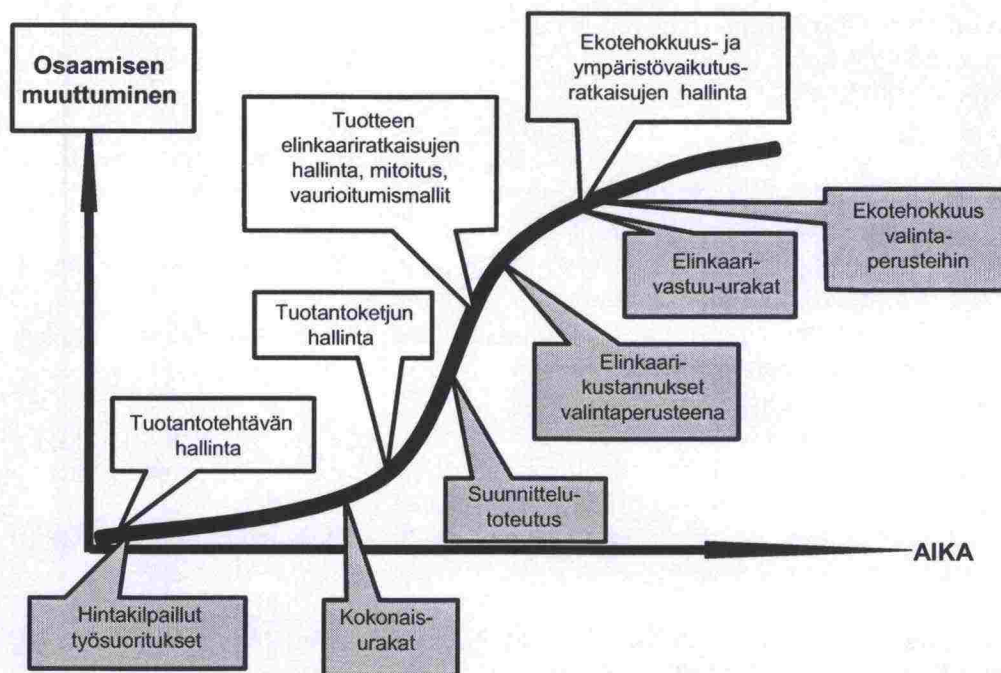 Osaamisen
muuttuminen
Ekotehokkuus- ja
ympäristövaikutus-
ratkaisujen hallinta
Tuotteen
elinkaariratkaisujen
hallinta, mitoitus,
vaurioitumismallit
Ekotehokkuus
valinta-
perusteihin
Elinkaari-
vastuu-urakat
Tuotantoketjun
hallinta
Elinkaari-
kustannukset
valintaperusteena
Tuotantotehtävän
hallinta
Suunnittelu-
toteutus
AIKA
Hintakilpaillut
työsuoritukset
Kokonais-
urakat